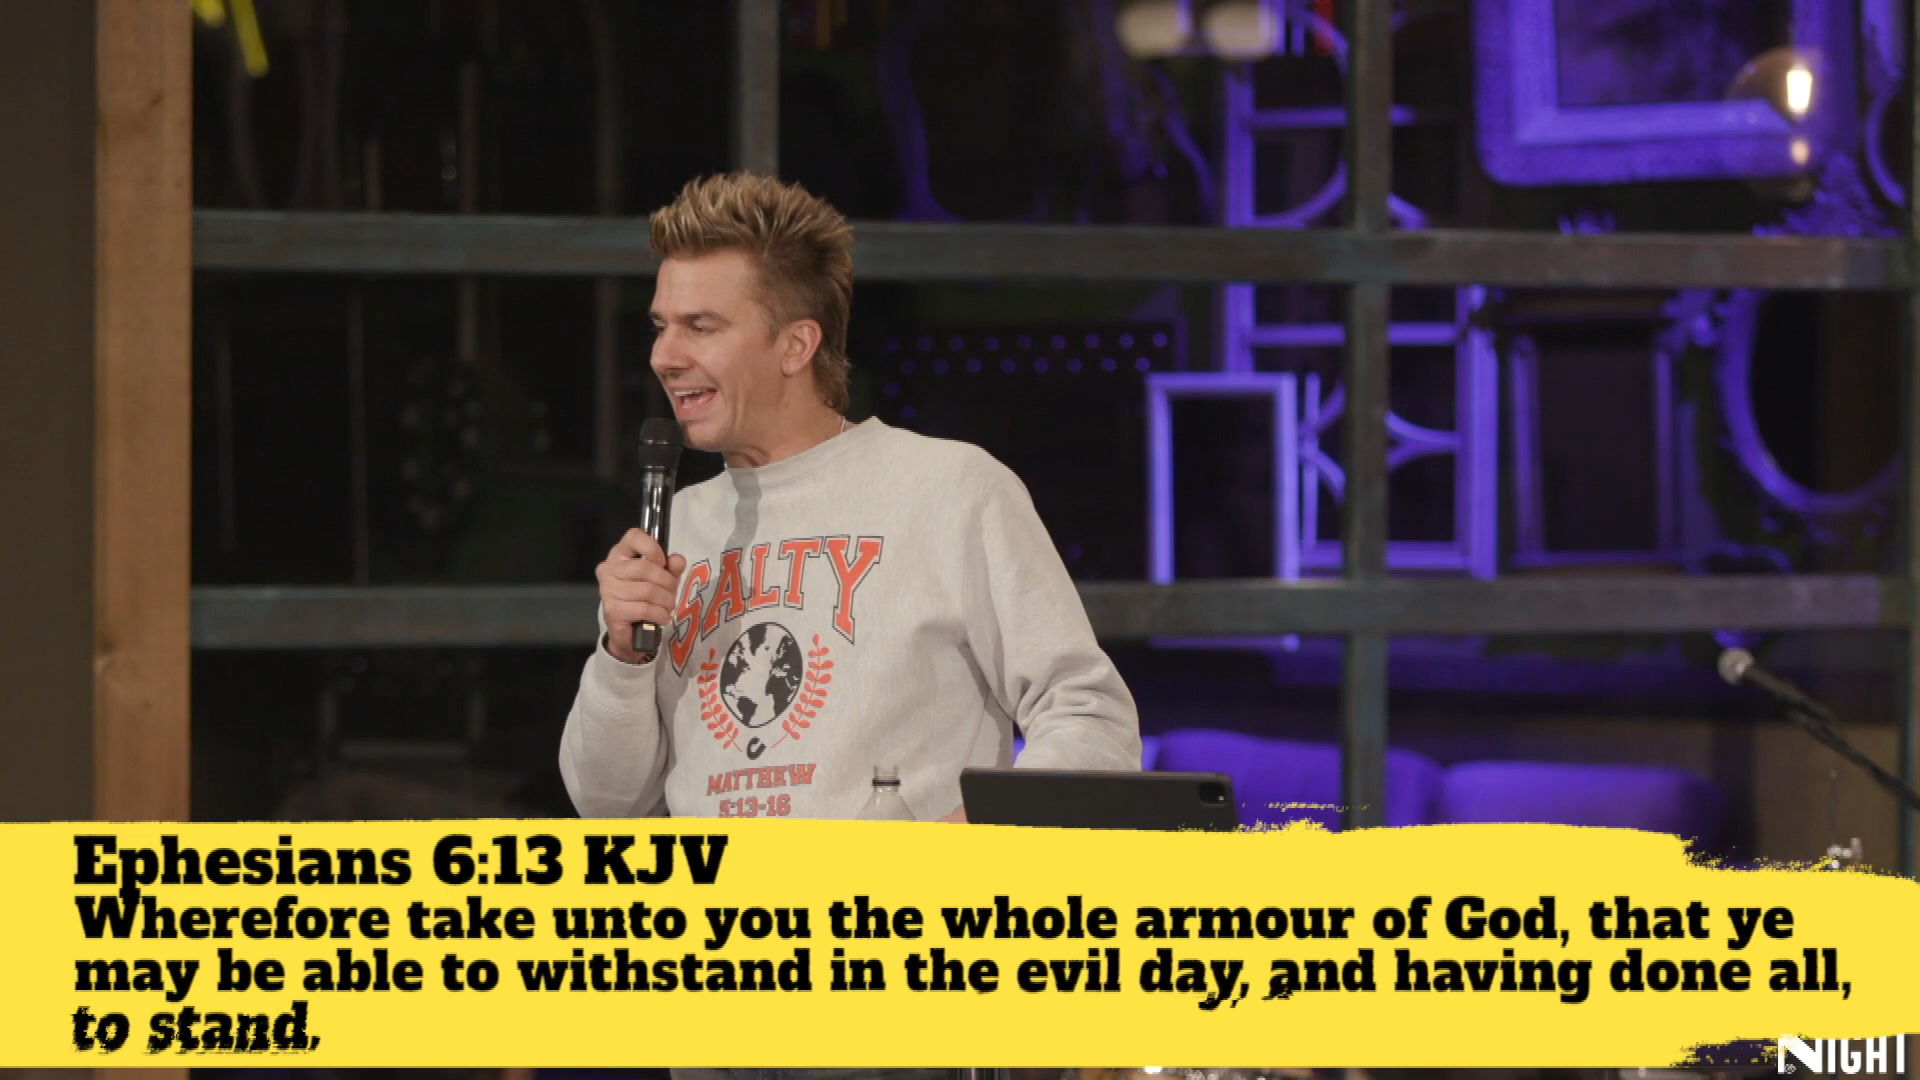 SALTY
MATTHEW
5:13-16
Ephesians 6:13 KJV
Wherefore take unto you the whole armour of God, that ye
may be able to withstand in the evil day, and having done all,
to stand.
NIGHT